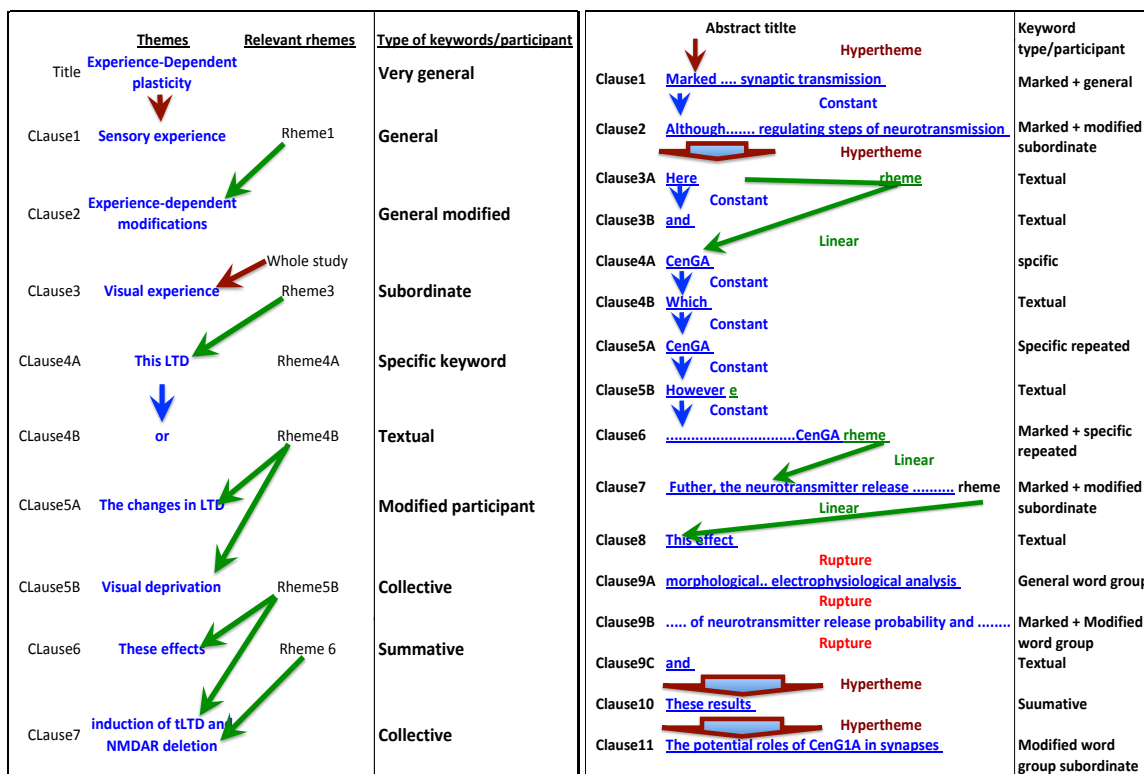 Themes Relevant rhemes Type of keywords/participant
Title Experience-Dependent plasticity Very general
CLause1 Sensory experience Rheme1 General
CLause2 Experience-dependent modifications General modified
Whole study
CLause3 Visual experience Rheme3 Subordinate
CLause4A This LTD Rheme4A Specific keyword
CLause4B or Rheme4B Textual
CLause5A The changes in LTD Modified participant
CLause5B Visual deprivation Rheme5B Collective
CLause6 These effects Rheme 6 Summative
CLause7 induction of tLTD and NMDAR deletion Collective
Abstract titlte Keyword type/participant
Hypertheme
Clause1 Marked .... synaptic transmission Marked + general
Constant
Clause2 Although....... regulating steps of neurotransmission Marked + modified subordinate
Hypertheme
Clause3A Here rheme Textual
Constant
Clause3B and Textual
Linear
Clause4A CenGA spcific
Constant
Clause4B Which Textual
Constant
Clause5A CenGA Specific repeated
Constant
Clause5B However e Textual
Constant
Clause6 ..............................CenGA rheme Marked + specific repeated
Linear
Clause7 Futher, the neurotransmitter release .......... rheme Marked + modified subordinate
Linear
Clause8 This effect Textual
Rupture
Clause9A morphological.. electrophysiological analysis General word group
Rupture
Clause9B ..... of neurotransmitter release probability and ........ Marked + Modified word group
Rupture
Clause9C and Textual
Hypertheme
Clause10 These results Suumative
Hypertheme
Clause11 The potential roles of CenG1A in synapses Modified word group subordinate